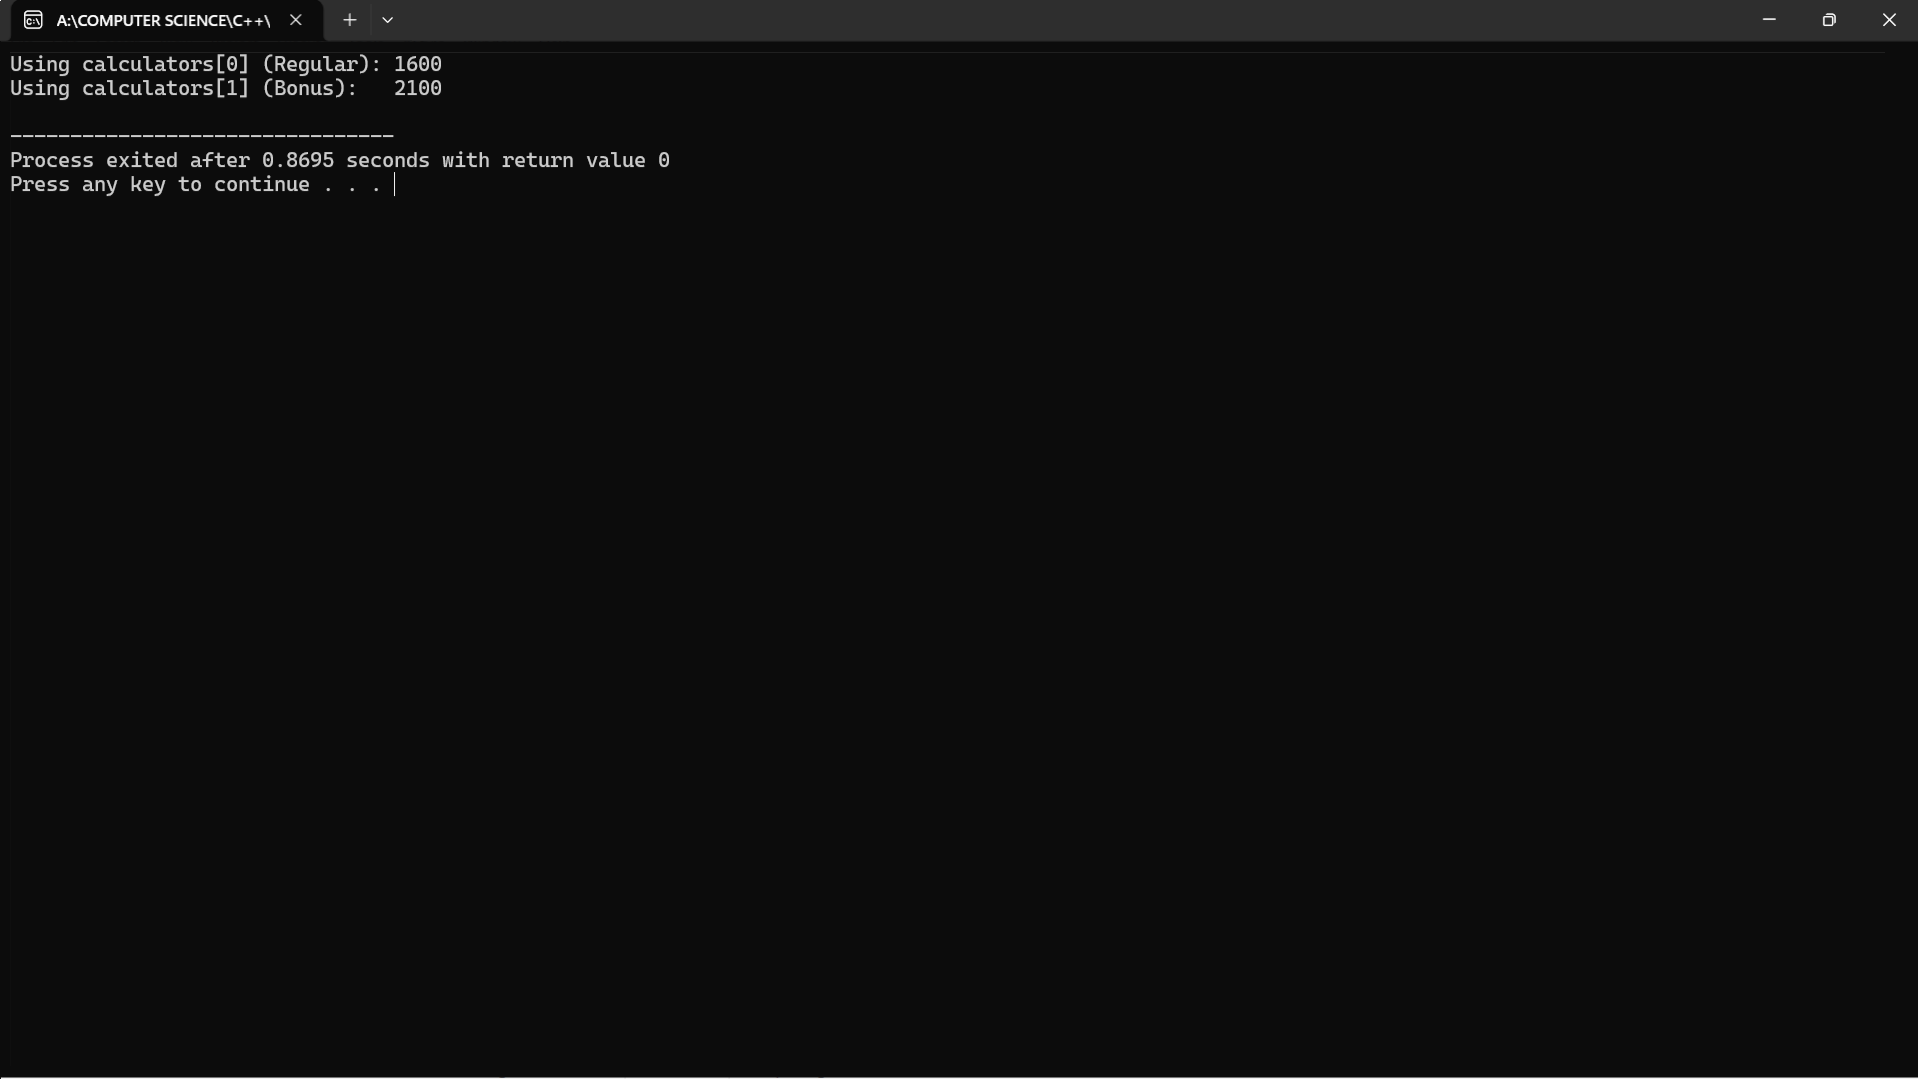 A:\COMPUTER SCIENCE\C++\
Using calculators[0] (Regular): 1600
Using calculators[1] (Bonus):   2100
--------------------------------
Process exited after 0.8695 seconds with return value 0
Press any key to continue . . .